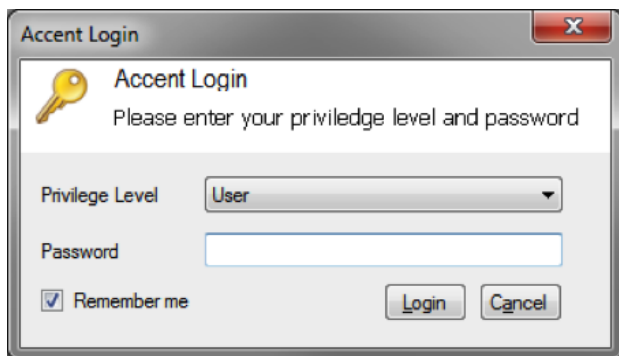 Accent Login
Accent Login
Please enter your priviledge level and password
Privilege Level User
Password
Remember me Login Cancel